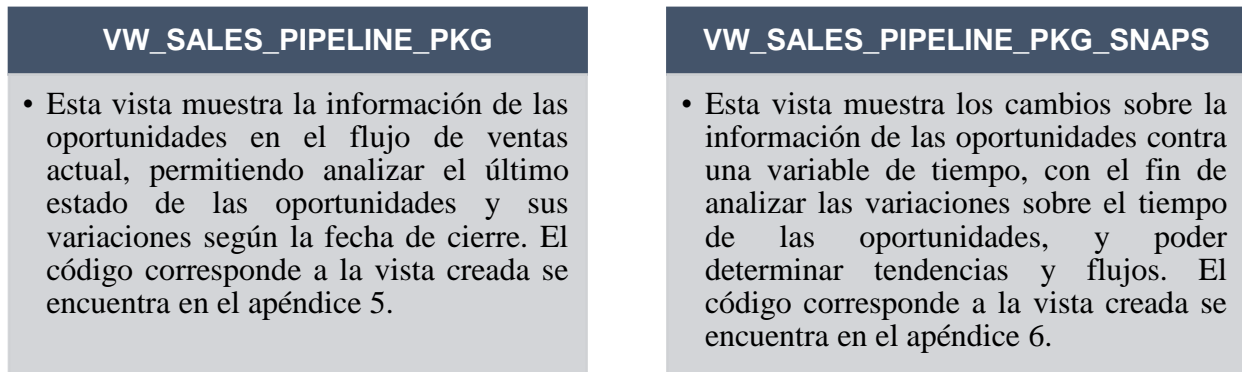 VW_SALES_PIPELINE_PKG
• Esta vista muestra la información de las
oportunidades en el flujo de ventas
actual, permitiendo analizar el último
estado de las oportunidades y sus
variaciones según la fecha de cierre. El
código corresponde a la vista creada se
encuentra en el apéndice 5.
VW_SALES_PIPELINE_PKG_SNAPS
• Esta vista muestra los cambios sobre la
información de las oportunidades contra
una variable de tiempo, con el fin de
analizar las variaciones sobre el tiempo
de las oportunidades, y poder
determinar tendencias y flujos. El
código corresponde a la vista creada se
encuentra en el apéndice 6.